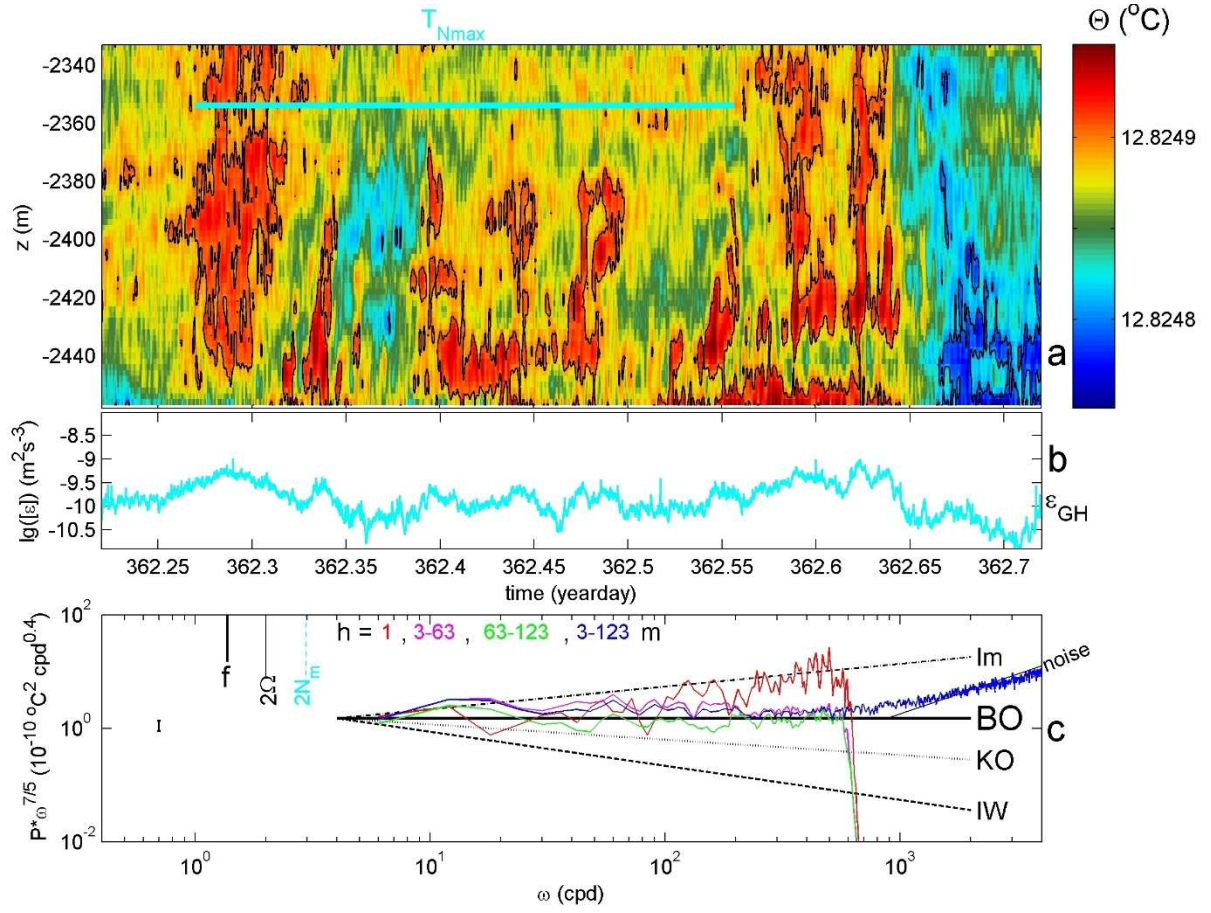 T_Nmax
Θ (°C)
-2340
-2360
-2380
-2400
-2420
-2440
z (m)
12.8249
12.8248
a
-8.5
-9
-9.5
-10
-10.5
lg([ε]) (m²s⁻³)
b
ε_GH
362.25 362.3 362.35 362.4 362.45 362.5 362.55 362.6 362.65 362.7
time (yearday)
10²
10⁰
10⁻²
P*ω^7/5 (10⁻¹⁰ °C² cpd^0.4)
f
2Ω
2N_m
h = 1 , 3-63 , 63-123 , 3-123 m
I
Im
noise
BO
c
KO
IW
10⁰ 10¹ 10² 10³
ω (cpd)